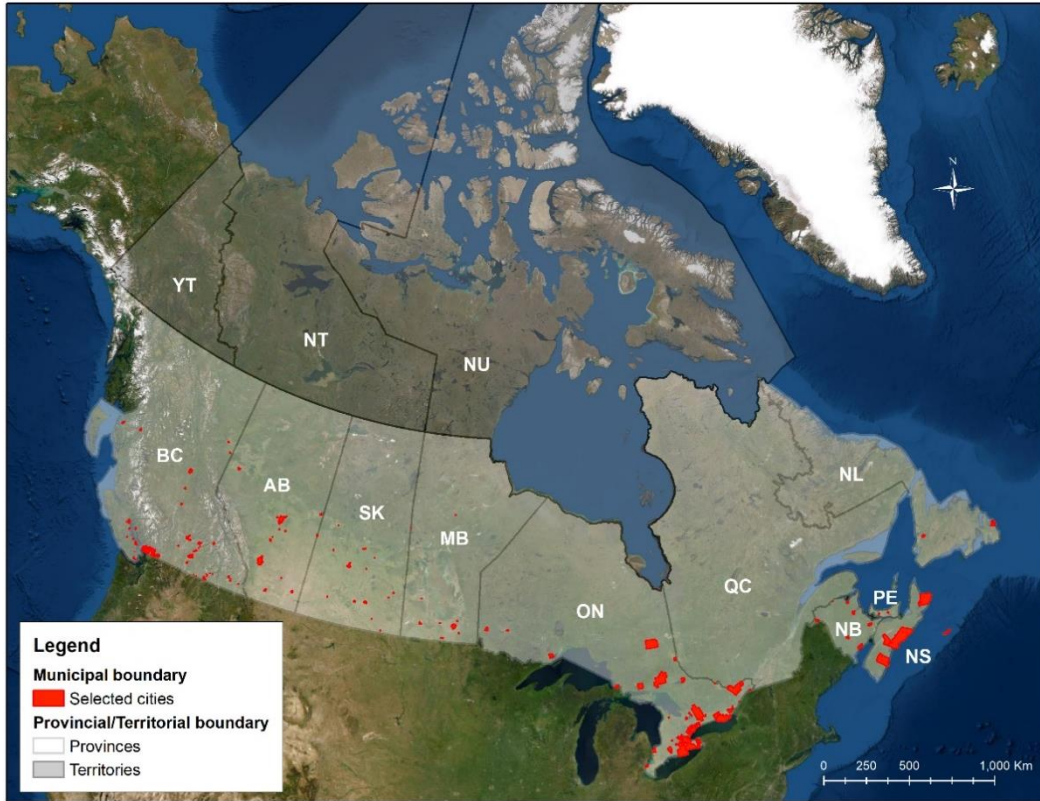 N
YT
NT
NU
BC
AB
SK
MB
ON
QC
NL
PE
NB
NS
Legend
Municipal boundary
Selected cities
Provincial/Territorial boundary
Provinces
Territories
0 250 500 1,000 Km